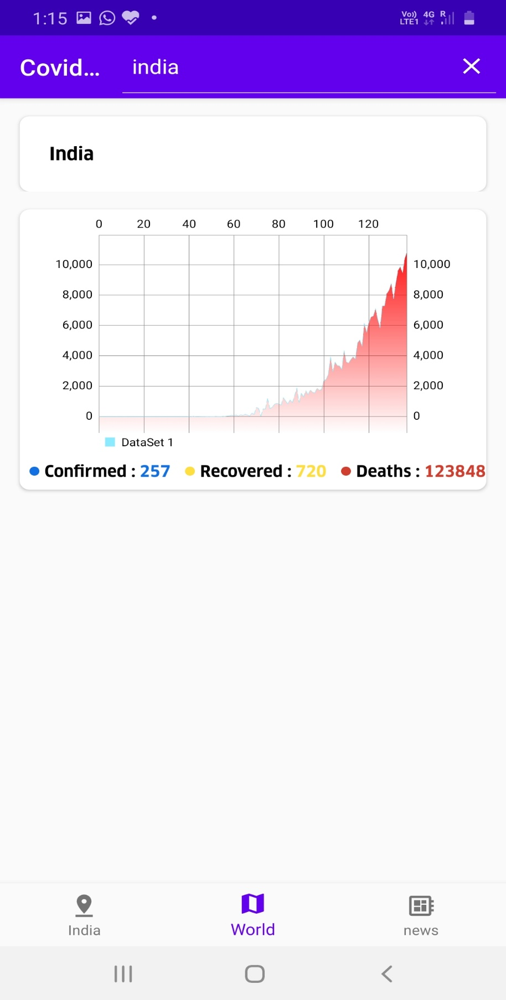 1:15 Vo)) LTE1 4G R
Covid... india
India
0 20 40 60 80 100 120
10,000 10,000
8,000 8,000
6,000 6,000
4,000 4,000
2,000 2,000
0 0
DataSet 1
Confirmed : 257 Recovered : 720 Deaths : 123848
India World news